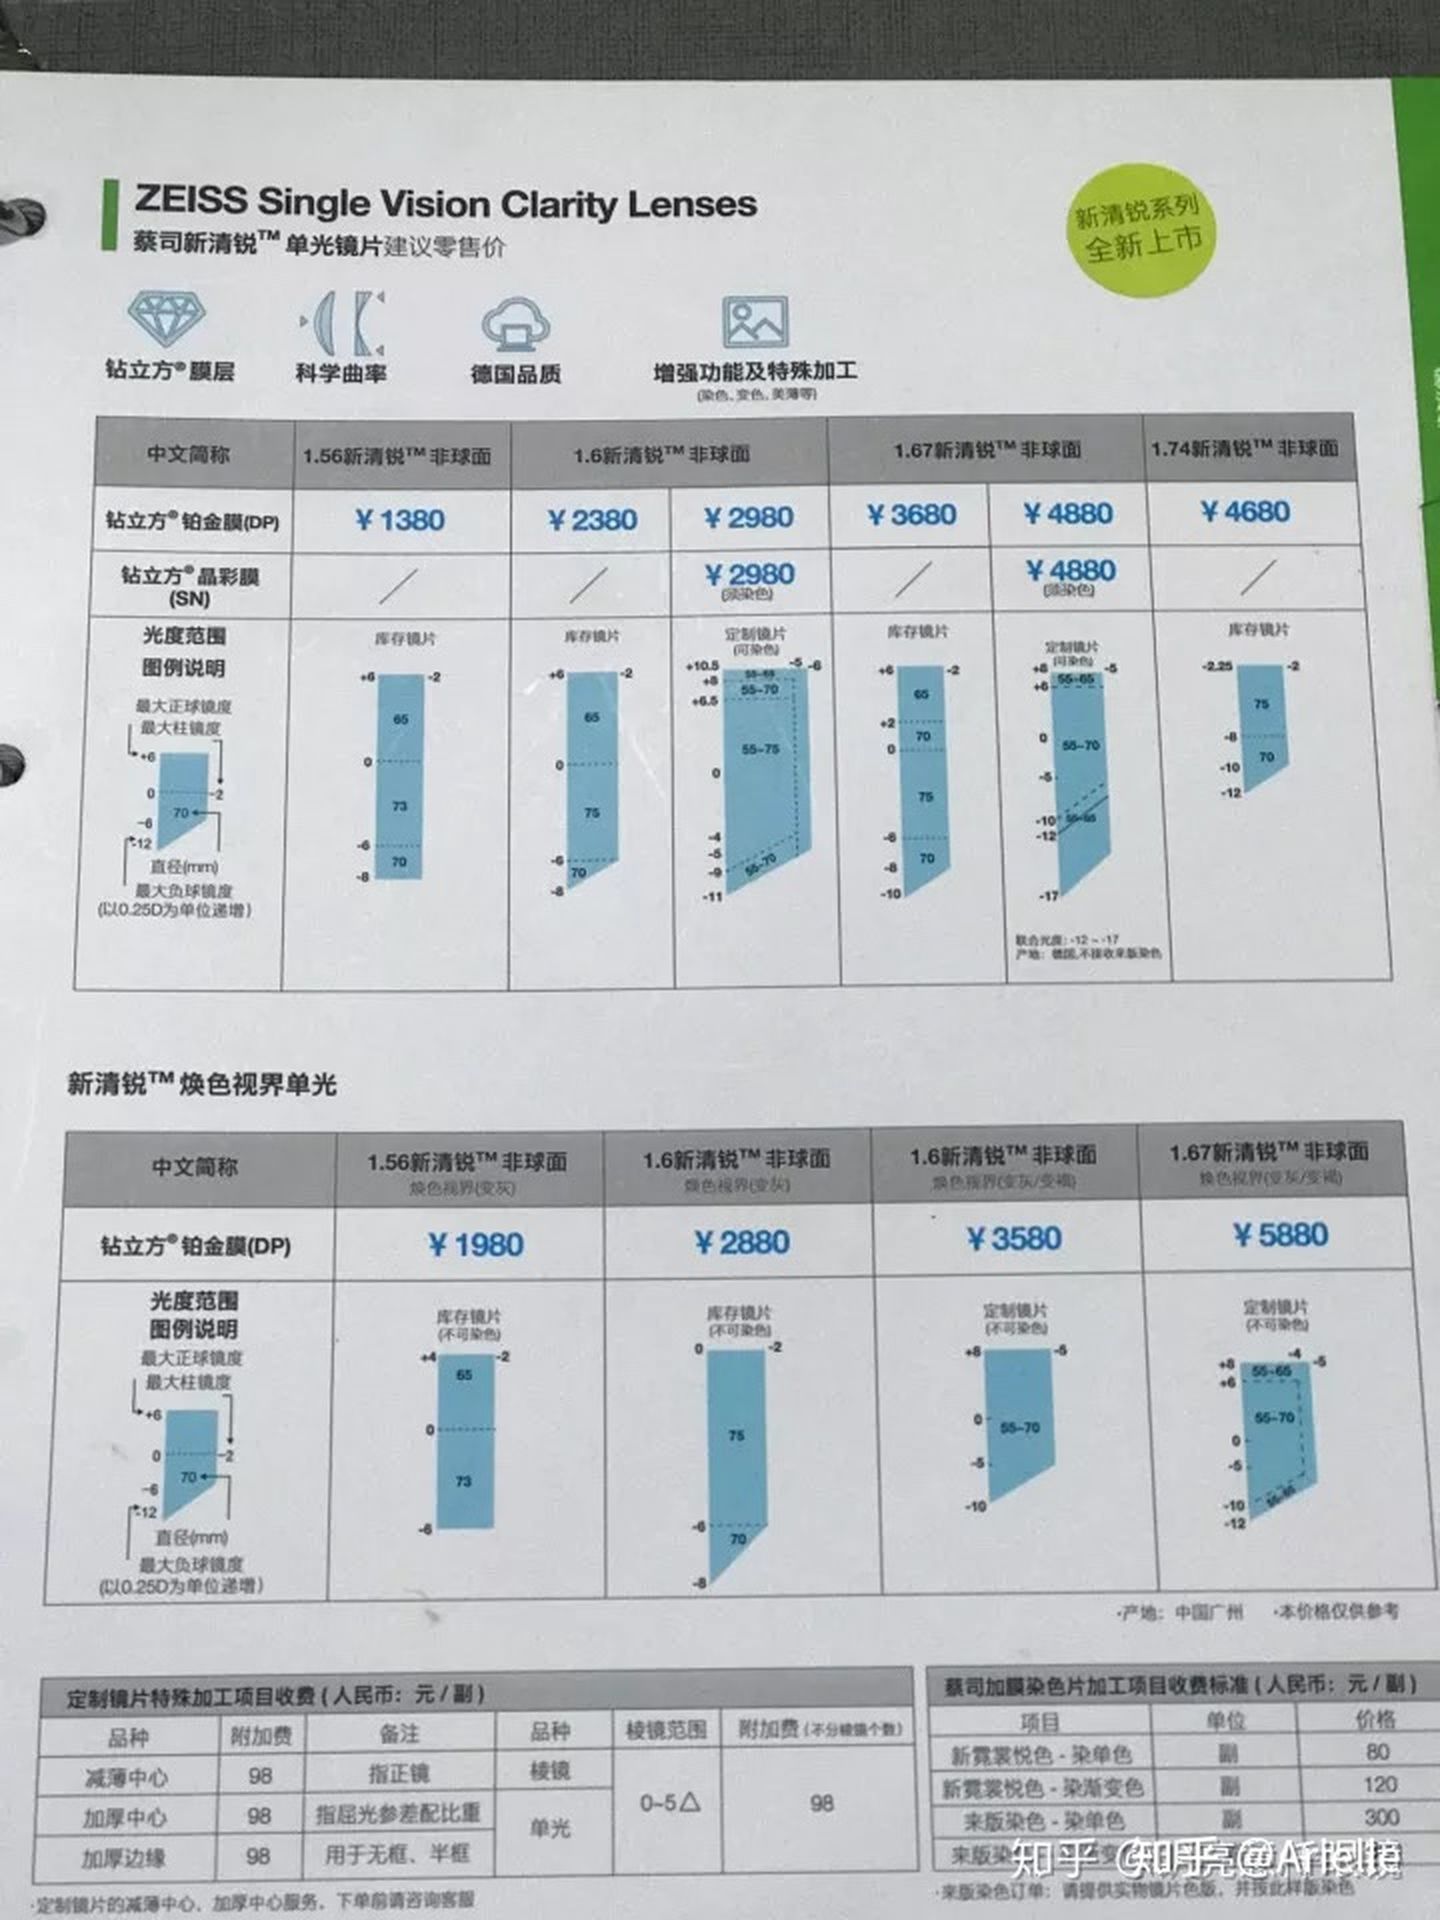 ZEISS Single Vision Clarity Lenses
蔡司新清锐™ 单光镜片建议零售价
新清锐系列
全新上市
钻立方®膜层 科学曲率 德国品质 增强功能及特殊加工
(染色、变色、美薄等)
中文简称 1.56新清锐™ 非球面 1.6新清锐™ 非球面 1.67新清锐™ 非球面 1.74新清锐™ 非球面
钻立方®铂金膜(DP) ¥1380 ¥2380 ¥2980 ¥3680 ¥4880 ¥4680
钻立方®晶彩膜 ¥2980 ¥4880
(SN) (须染色) (须染色)
光度范围
图例说明
最大正球镜度
最大柱镜度
+6
0 -2
70
-6
-12
直径(mm)
最大负球镜度
(以0.25D为单位递增)
库存镜片
+6 -2
65
0
73
-6
70
-8
库存镜片
+6 -2
65
0
75
-6
70
-8
定制镜片
(可染色)
+10.5 -5 -6
55-65
+8
55-70
+6.5
55-75
0
-4
-5
55-70
-9
-11
库存镜片
+6 -2
65
+2
70
0
75
-6
70
-8
-10
定制镜片
(可染色)
+8 -5
55-65
+6
0 55-70
-5
-10
-12
-17
联合光度: -12 ~ -17
产地: 德国,不接收来版染色
库存镜片
-2.25 -2
75
-8
70
-10
-12
新清锐™ 焕色视界单光
中文简称 1.56新清锐™ 非球面 1.6新清锐™ 非球面 1.6新清锐™ 非球面 1.67新清锐™ 非球面
焕色视界(变灰) 焕色视界(变灰) 焕色视界(变灰/变褐) 焕色视界(变灰/变褐)
钻立方®铂金膜(DP) ¥1980 ¥2880 ¥3580 ¥5880
光度范围
图例说明
最大正球镜度
最大柱镜度
+6
0 -2
70
-6
-12
直径(mm)
最大负球镜度
(以0.25D为单位递增)
库存镜片
(不可染色)
+4 -2
65
0
73
-6
库存镜片
(不可染色)
0 -2
75
-6
70
-8
定制镜片
(不可染色)
+8 -5
0 55-70
-5
-10
定制镜片
(不可染色)
-4
+8 -5
55-65
+6
55-70
0
-5
-10 55-65
-12
·产地: 中国广州 ·本价格仅供参考
定制镜片特殊加工项目收费 (人民币: 元 / 副)
品种 附加费 备注 品种 棱镜范围 附加费 (不分棱镜个数)
减薄中心 98 指正镜 棱镜
加厚中心 98 指屈光参差配比重 单光 0~5△ 98
加厚边缘 98 用于无框、半框
·定制镜片的减薄中心、加厚中心服务, 下单前请咨询客服
蔡司加膜染色片加工项目收费标准 (人民币: 元 / 副)
项目 单位 价格
新霓裳悦色 - 染单色 副 80
新霓裳悦色 - 染渐变色 副 120
来版染色 - 染单色 副 300
来版染
·来版染色订单: 请提供实物镜片色版, 并按此样版染色
知乎 @Arielle